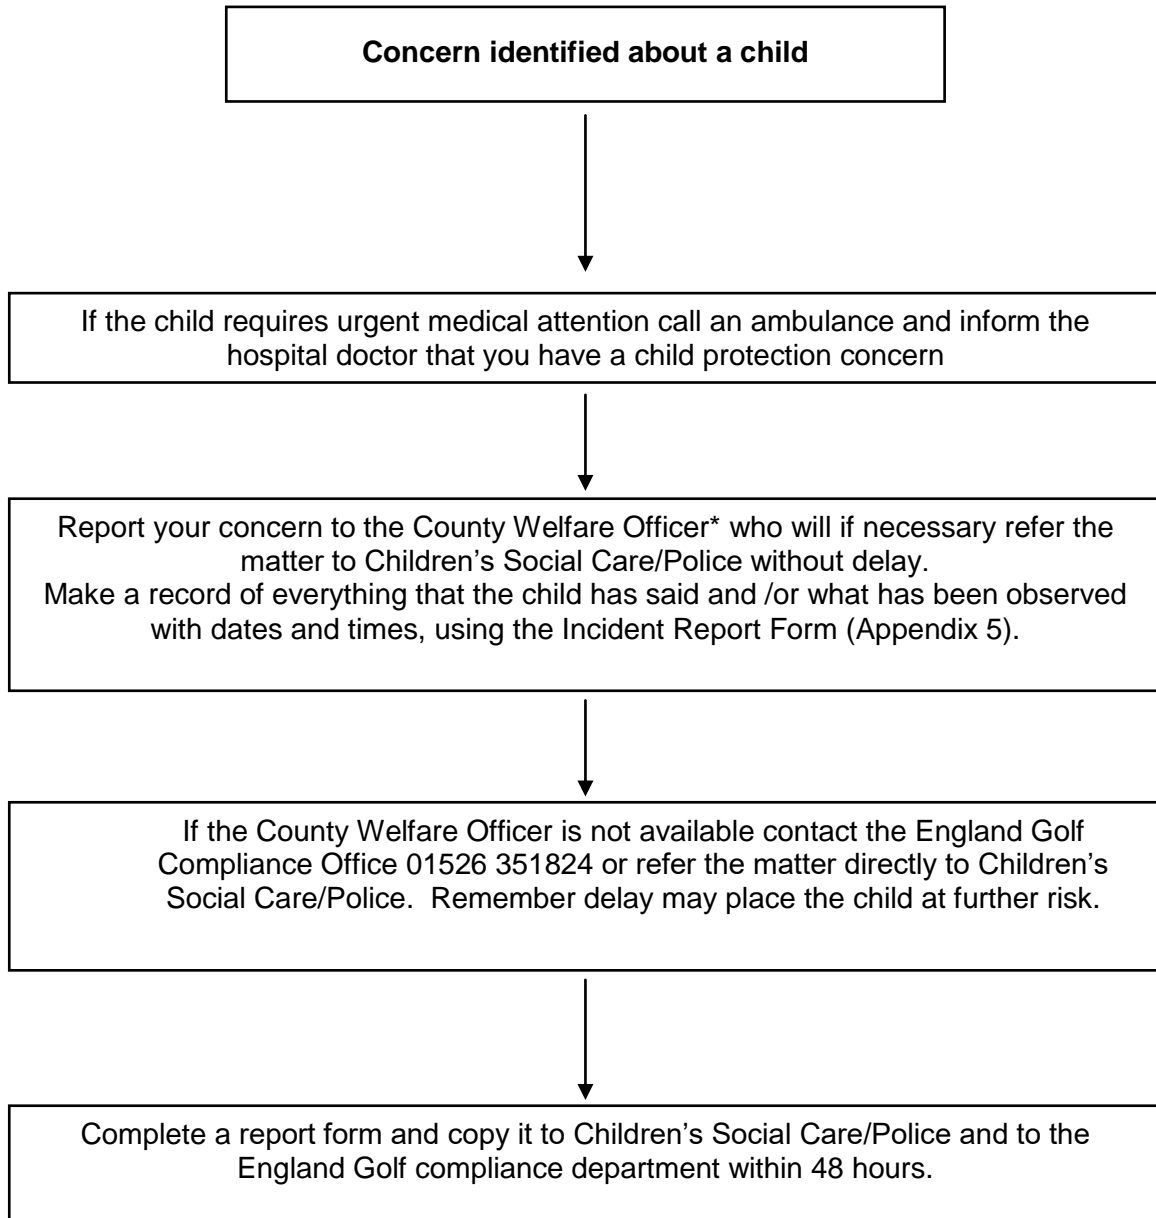 Concern identified about a child
If the child requires urgent medical attention call an ambulance and inform the
hospital doctor that you have a child protection concern
Report your concern to the County Welfare Officer* who will if necessary refer the
matter to Children’s Social Care/Police without delay.
Make a record of everything that the child has said and /or what has been observed
with dates and times, using the Incident Report Form (Appendix 5).
If the County Welfare Officer is not available contact the England Golf
Compliance Office 01526 351824 or refer the matter directly to Children’s
Social Care/Police.  Remember delay may place the child at further risk.
Complete a report form and copy it to Children’s Social Care/Police and to the
England Golf compliance department within 48 hours.